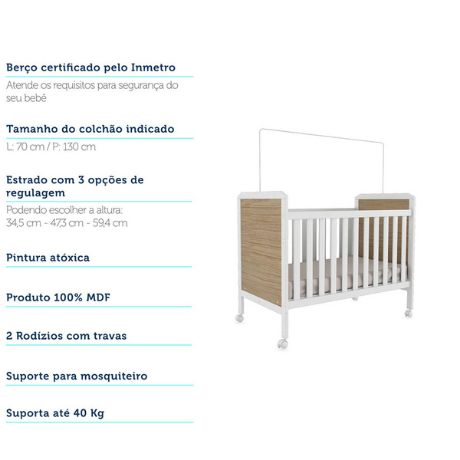 Berço certificado pelo Inmetro
Atende os requisitos para segurança do
seu bebê
Tamanho do colchão indicado
L: 70 cm / P: 130 cm
Estrado com 3 opções de
regulagem
Podendo escolher a altura:
34,5 cm - 47,3 cm - 59,4 cm
Pintura atóxica
Produto 100% MDF
2 Rodízios com travas
Suporte para mosquiteiro
Suporta até 40 Kg